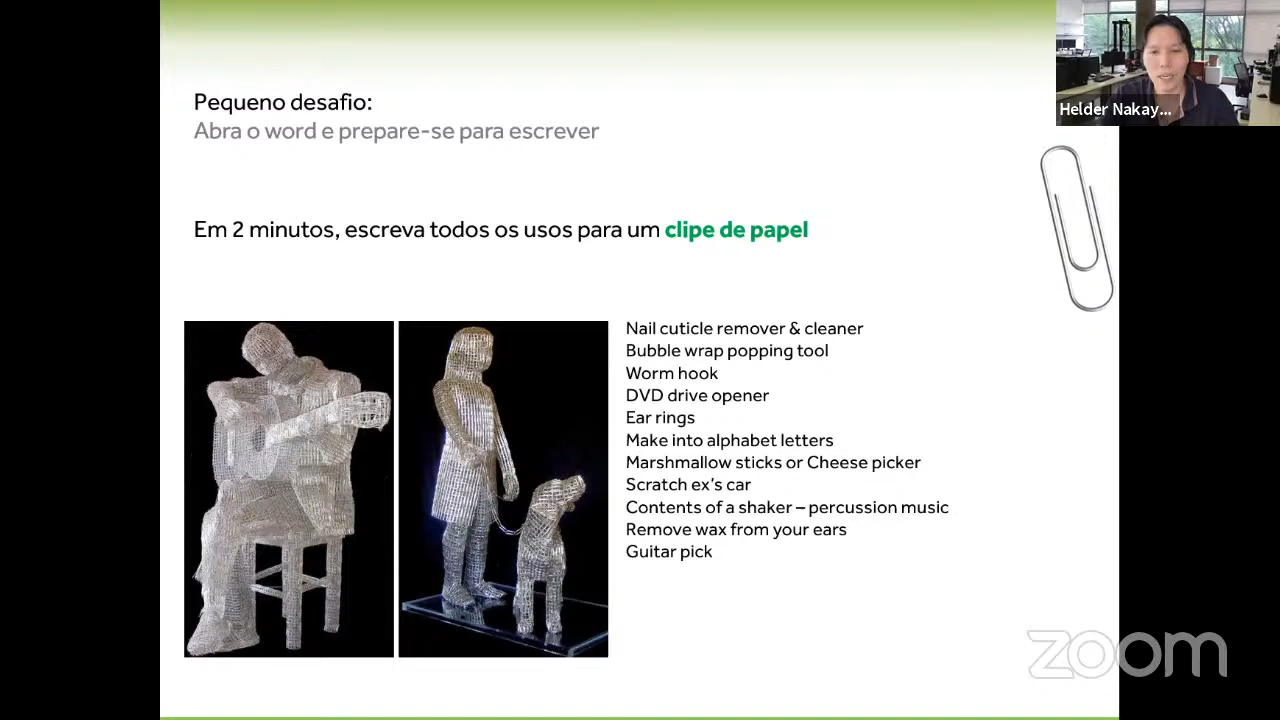 Pequeno desafio:
Abra o word e prepare-se para escrever
Helder Nakay...
Em 2 minutos, escreva todos os usos para um clipe de papel
Nail cuticle remover & cleaner
Bubble wrap popping tool
Worm hook
DVD drive opener
Ear rings
Make into alphabet letters
Marshmallow sticks or Cheese picker
Scratch ex's car
Contents of a shaker – percussion music
Remove wax from your ears
Guitar pick
zoom